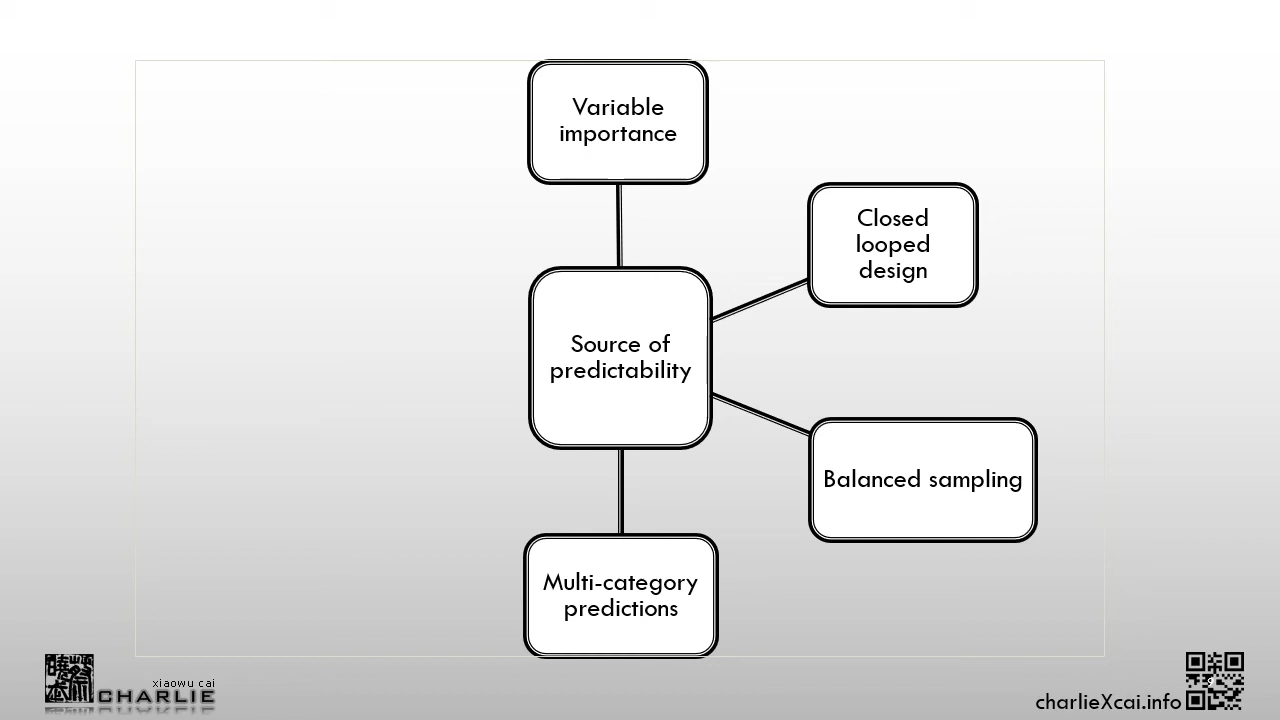 Variable
importance
Closed
looped
design
Source of
predictability
Balanced sampling
Multi-category
predictions
xiaowu cai
CHARLIE
charlieXcai.info